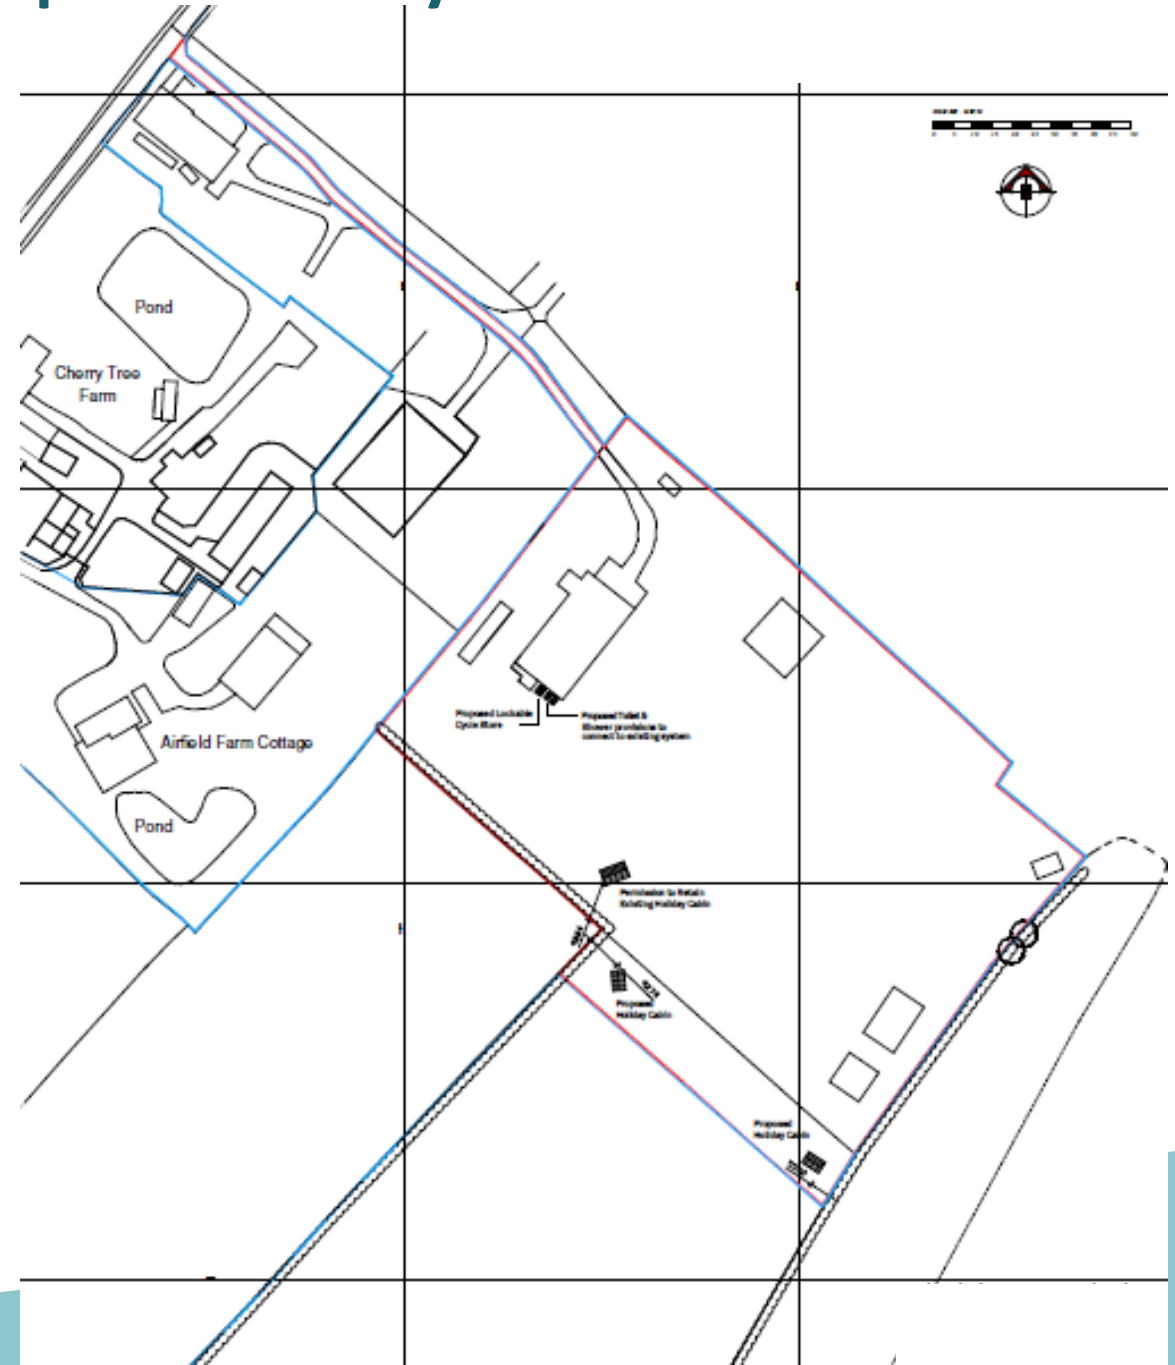 Pond
Cherry Tree
Farm
Proposed Lockable
Cycle Store
Proposed Toilet &
Shower provisions to
connect to existing system
Airfield Farm Cottage
Pond
Permission to Retain
Existing Holiday Cabin
Proposed
Holiday Cabin
Proposed
Holiday Cabin